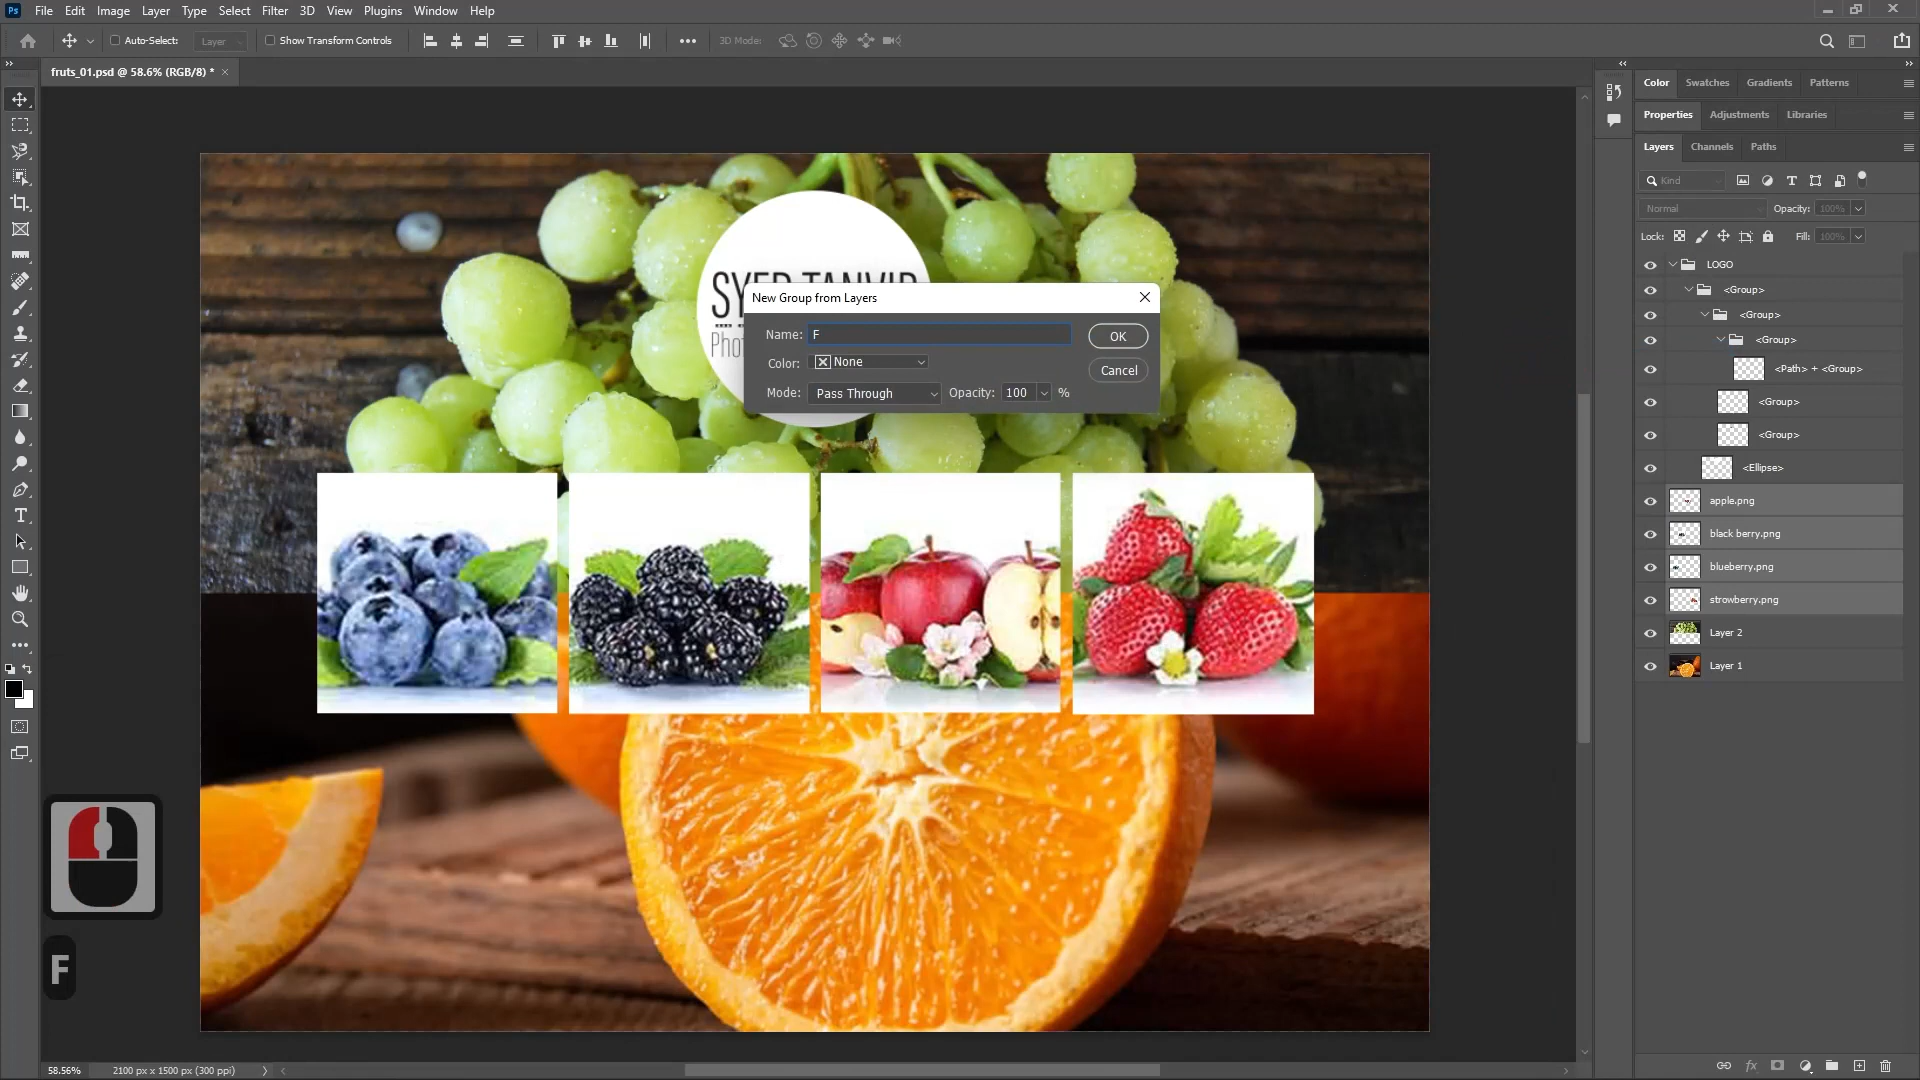 Ps File Edit Image Layer Type Select Filter 3D View Plugins Window Help
Auto-Select: Layer Show Transform Controls 3D Mode:
fruts_01.psd @ 58.6% (RGB/8) *
Color Swatches Gradients Patterns
Properties Adjustments Libraries
Layers Channels Paths
Kind
Normal Opacity: 100%
Lock: Fill: 100%
LOGO
<Group>
<Group>
<Group>
<Path> + <Group>
<Group>
<Group>
<Ellipse>
apple.png
black berry.png
blueberry.png
strowberry.png
Layer 2
Layer 1
SYED TANVIR
Phot
New Group from Layers
Name: F
OK
Color: None
Cancel
Mode: Pass Through Opacity: 100 %
F
58.56% 2100 px x 1500 px (300 ppi)